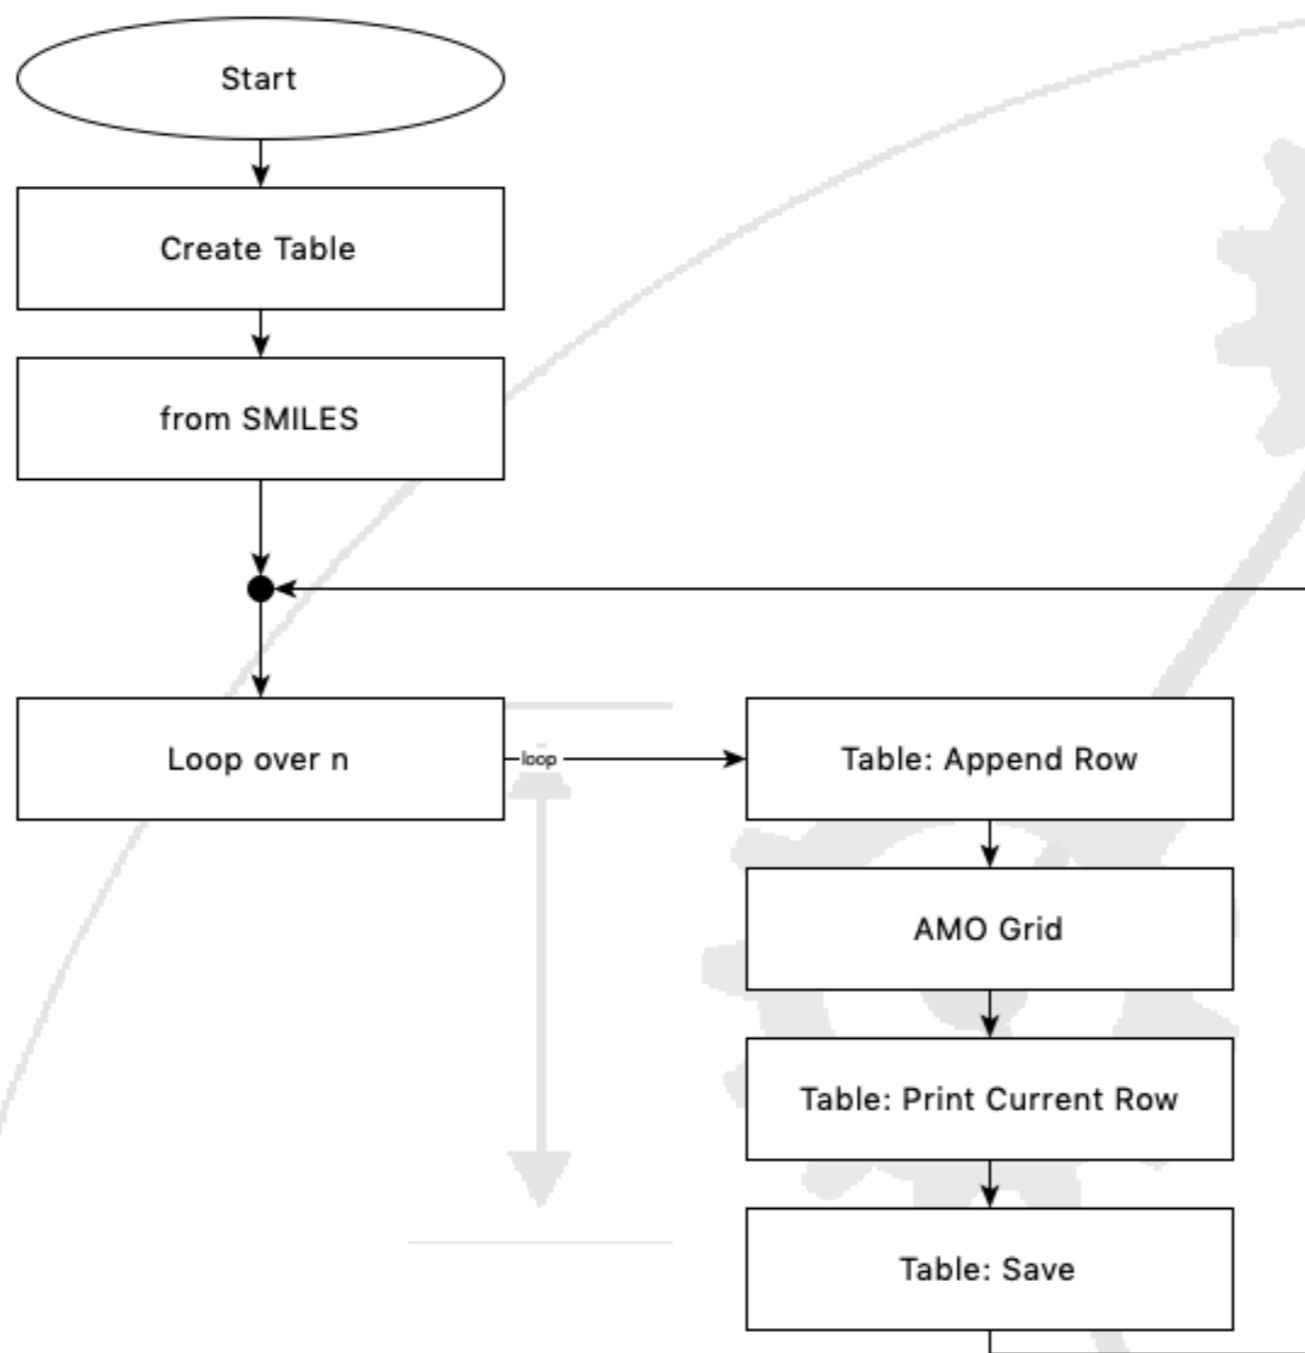 Start
Create Table
from SMILES
Loop over n
loop
Table: Append Row
AMO Grid
Table: Print Current Row
Table: Save